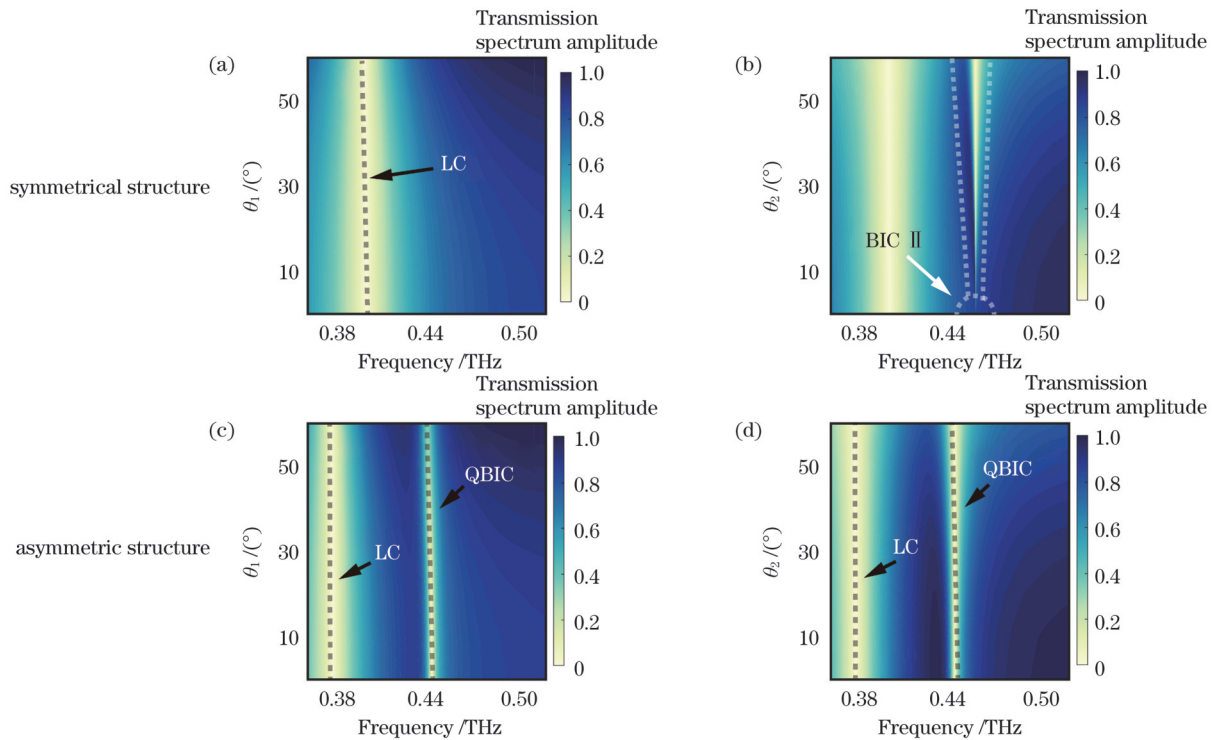 Transmission
spectrum amplitude
(a)
1.0
50
0.8
LC
0.6
symmetrical structure
θ₁ /(°)
30
0.4
10
0.2
0
0.38
0.44
0.50
Frequency /THz
Transmission
spectrum amplitude
(b)
1.0
50
0.8
0.6
θ₂ /(°)
30
BIC Ⅱ
0.4
10
0.2
0
0.38
0.44
0.50
Frequency /THz
Transmission
spectrum amplitude
(c)
1.0
50
QBIC
0.8
0.6
asymmetric structure
θ₁ /(°)
30
LC
0.4
10
0.2
0
0.38
0.44
0.50
Frequency /THz
Transmission
spectrum amplitude
(d)
1.0
50
QBIC
0.8
0.6
θ₂ /(°)
30
LC
0.4
10
0.2
0
0.38
0.44
0.50
Frequency /THz